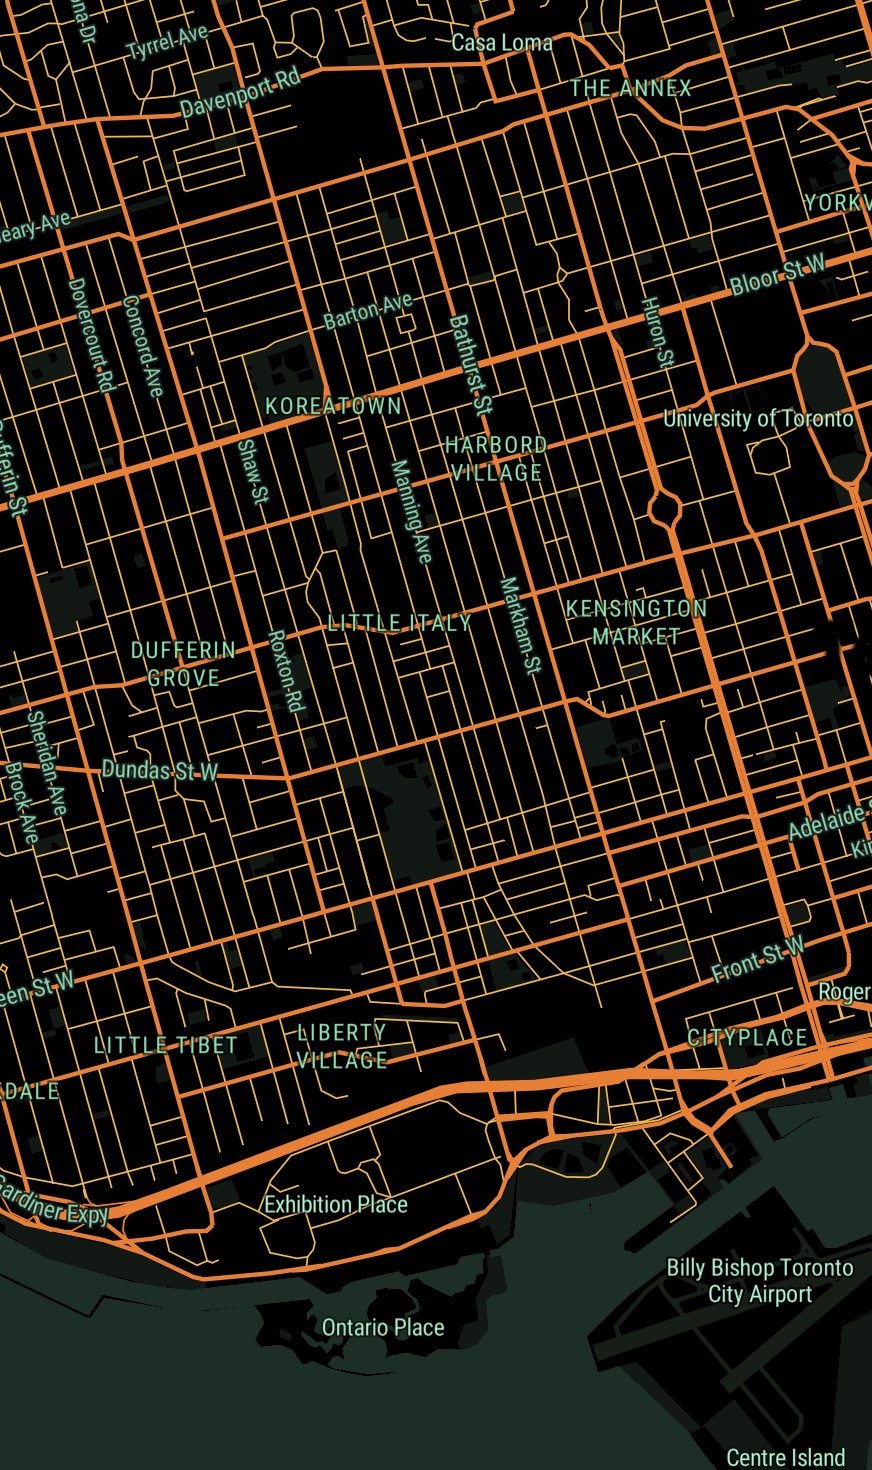 Tyrrel Ave
Casa Loma
Davenport Rd
THE ANNEX
YORKV
eary Ave
Bloor St W
Dovercourt Rd
Concord Ave
Barton Ave
Bathurst St
Huron St
KOREATOWN
University of Toronto
Dufferin St
Shaw St
HARBORD
VILLAGE
Manning Ave
Markham St
LITTLE ITALY
KENSINGTON
MARKET
DUFFERIN
GROVE
Roxton Rd
Sheridan Ave
Brock Ave
Dundas St W
Adelaide S
Kin
Front St W
een St W
Roger
LITTLE TIBET
LIBERTY
VILLAGE
CITYPLACE
DALE
Gardiner Expy
Exhibition Place
Billy Bishop Toronto
City Airport
Ontario Place
Centre Island